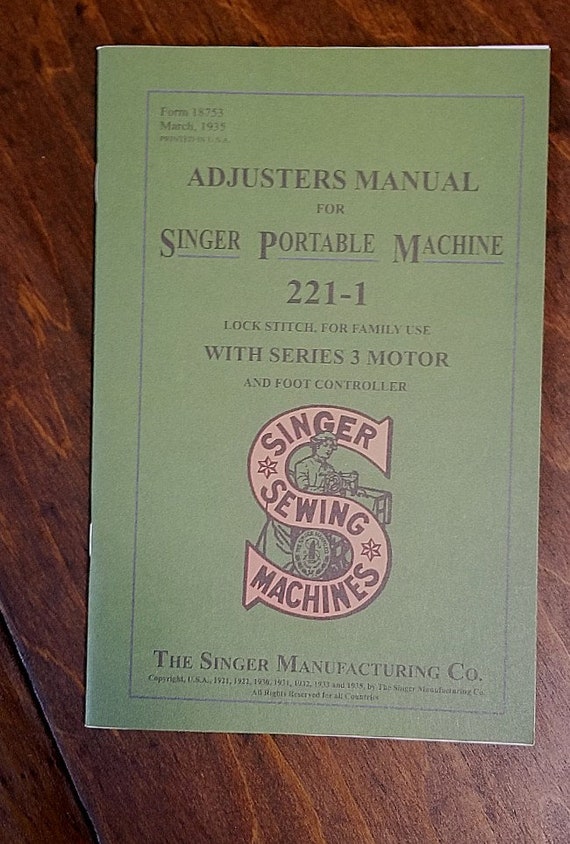 Form 18753
March, 1935
PRINTED IN U.S.A.
ADJUSTERS MANUAL
FOR
SINGER PORTABLE MACHINE
221-1
LOCK STITCH, FOR FAMILY USE
WITH SERIES 3 MOTOR
AND FOOT CONTROLLER
SINGER
SEWING
MACHINES
THE SINGER MANUFACTURING CO.
Copyright, U.S.A., 1921, 1922, 1930, 1931, 1932, 1933 and 1935, by The Singer Manufacturing Co.
All Rights Reserved for all Countries